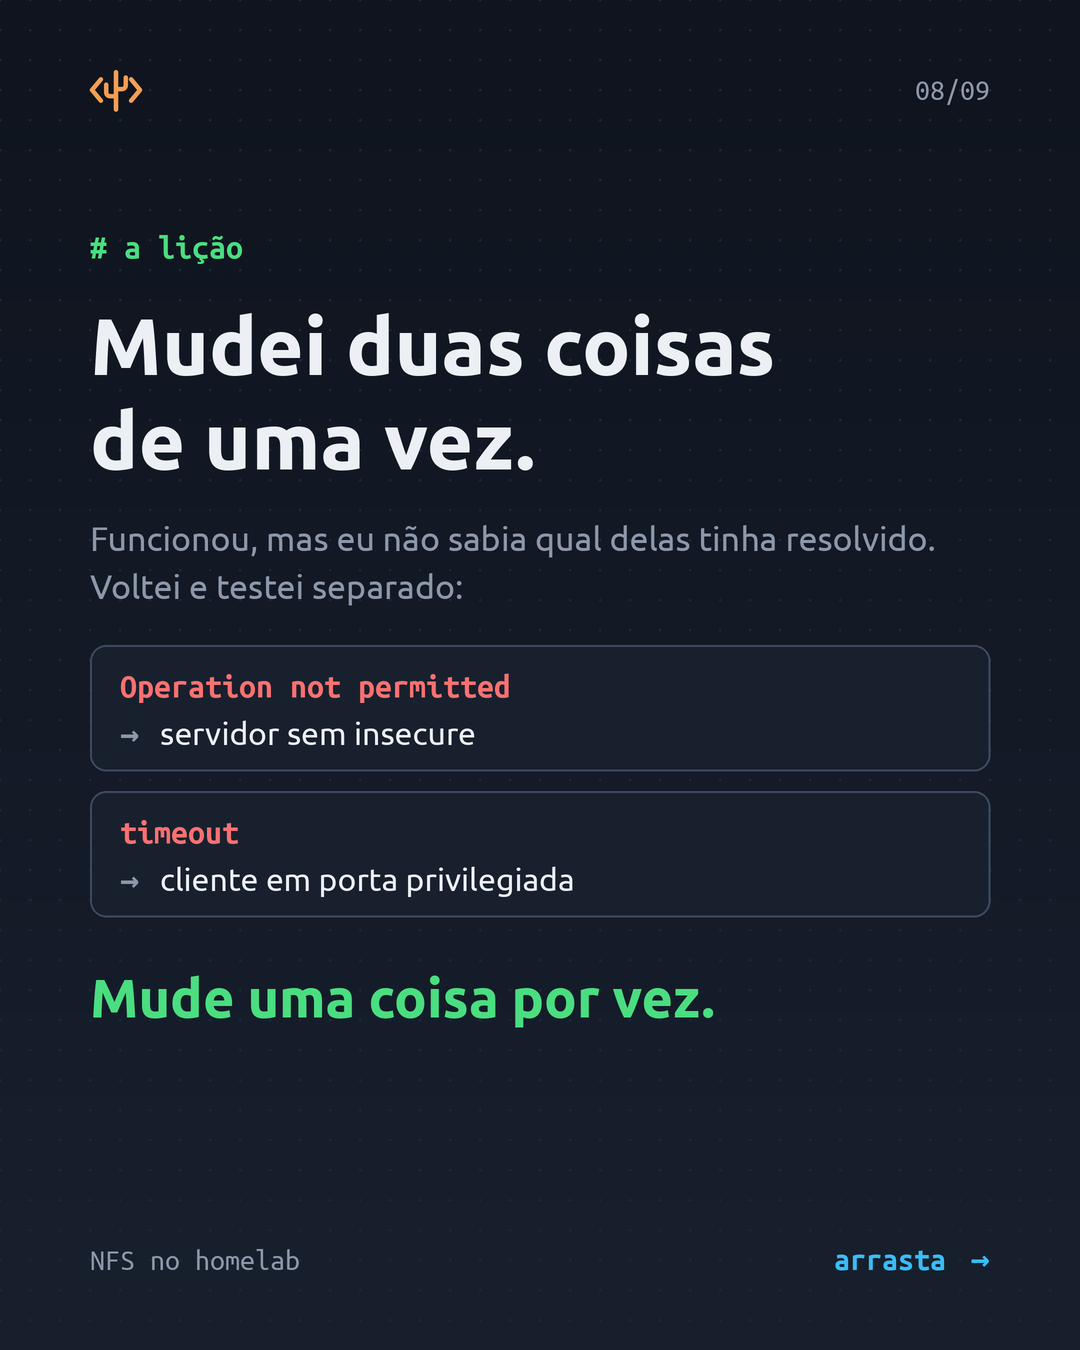 08/09
# a lição
Mudei duas coisas
de uma vez.
Funcionou, mas eu não sabia qual delas tinha resolvido.
Voltei e testei separado:
Operation not permitted
→ servidor sem insecure
timeout
→ cliente em porta privilegiada
Mude uma coisa por vez.
NFS no homelab
arrasta →